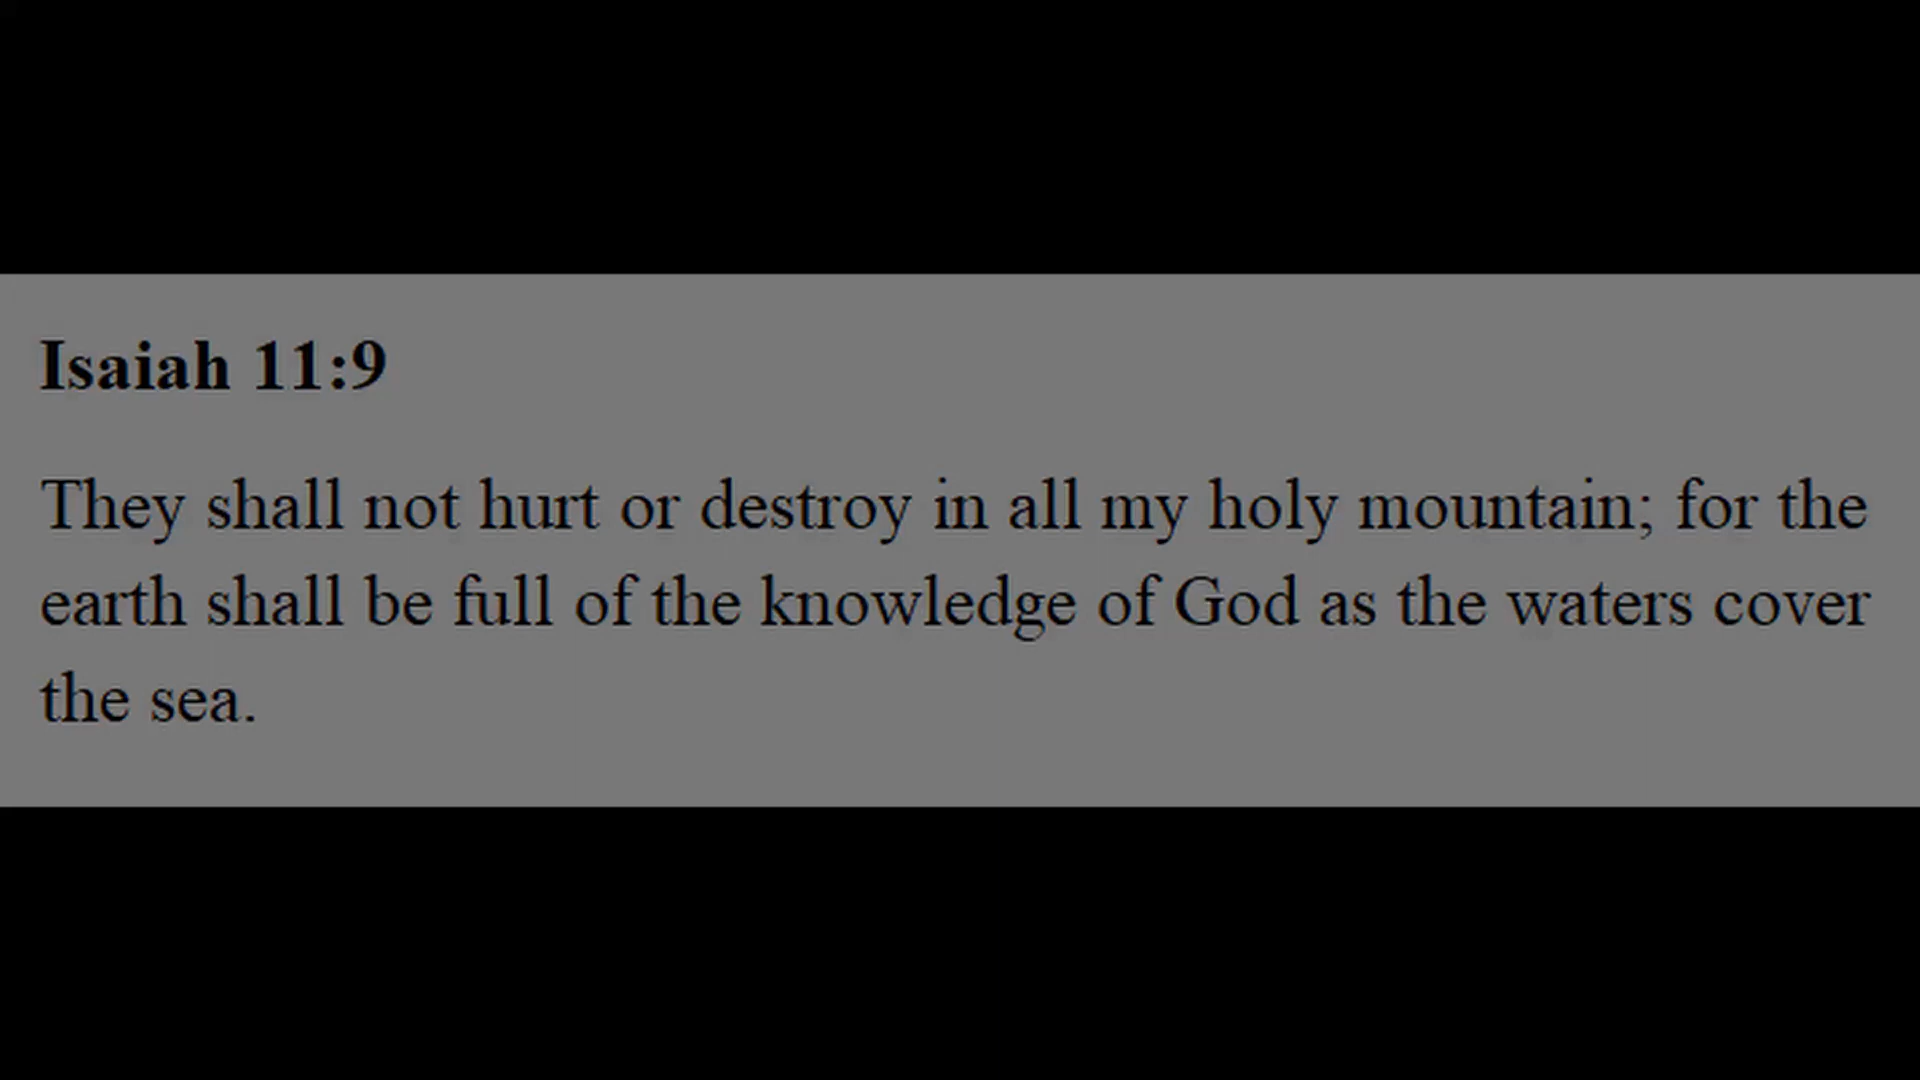 Isaiah 11:9
They shall not hurt or destroy in all my holy mountain; for the
earth shall be full of the knowledge of God as the waters cover
the sea.